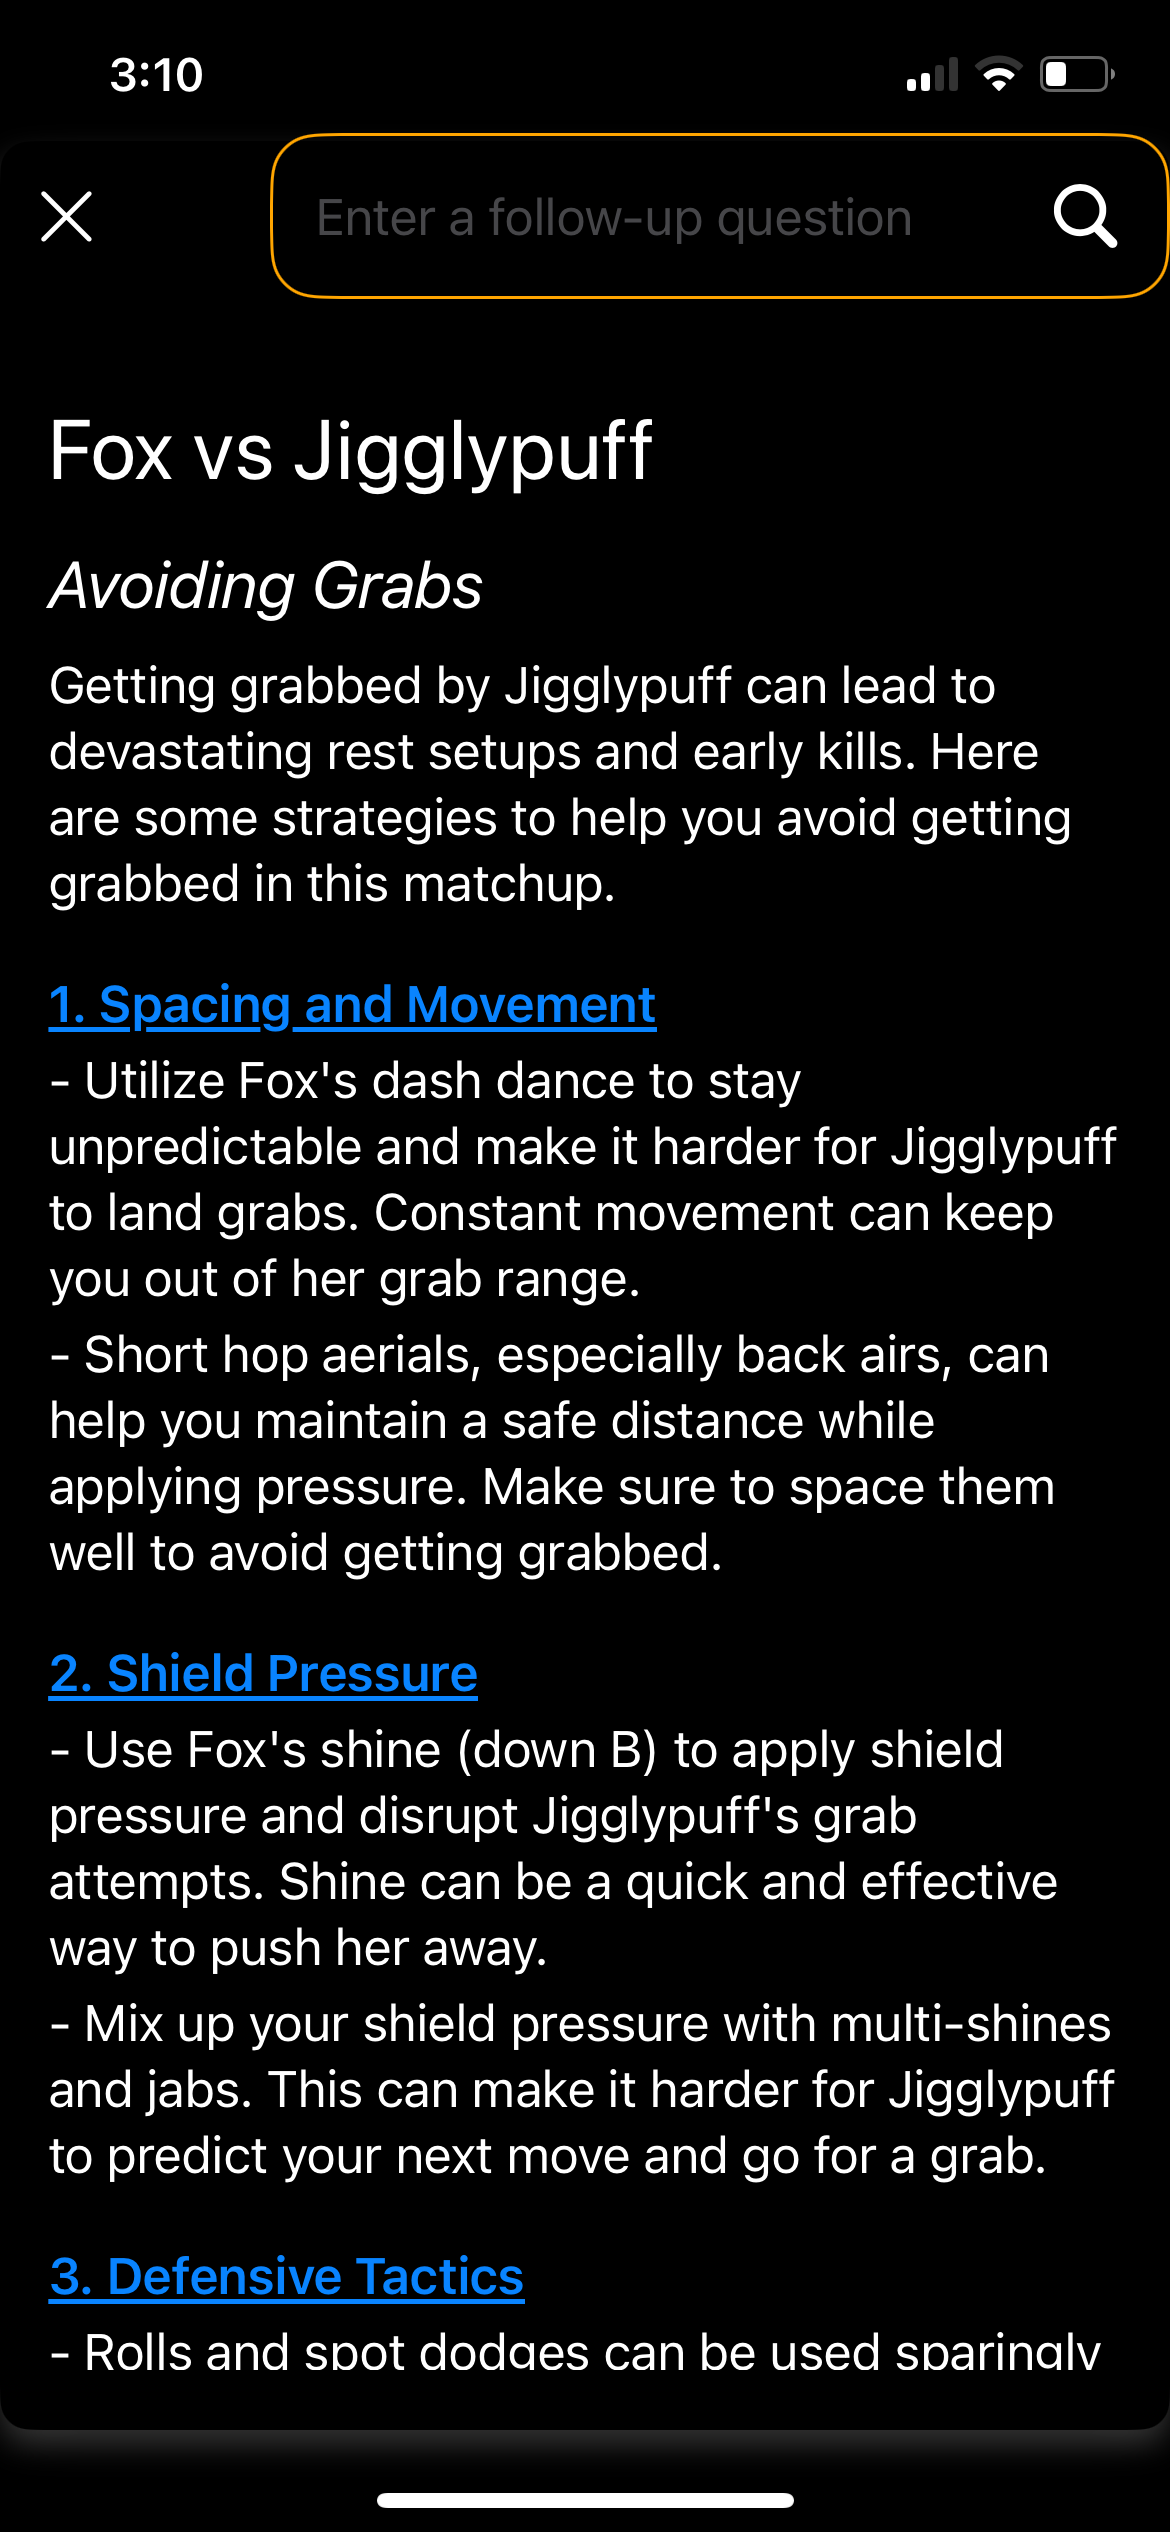 3:10
Enter a follow-up question
Fox vs Jigglypuff
Avoiding Grabs
Getting grabbed by Jigglypuff can lead to
devastating rest setups and early kills. Here
are some strategies to help you avoid getting
grabbed in this matchup.
1. Spacing and Movement
- Utilize Fox's dash dance to stay
unpredictable and make it harder for Jigglypuff
to land grabs. Constant movement can keep
you out of her grab range.
- Short hop aerials, especially back airs, can
help you maintain a safe distance while
applying pressure. Make sure to space them
well to avoid getting grabbed.
2. Shield Pressure
- Use Fox's shine (down B) to apply shield
pressure and disrupt Jigglypuff's grab
attempts. Shine can be a quick and effective
way to push her away.
- Mix up your shield pressure with multi-shines
and jabs. This can make it harder for Jigglypuff
to predict your next move and go for a grab.
3. Defensive Tactics
- Rolls and spot dodges can be used sparingly